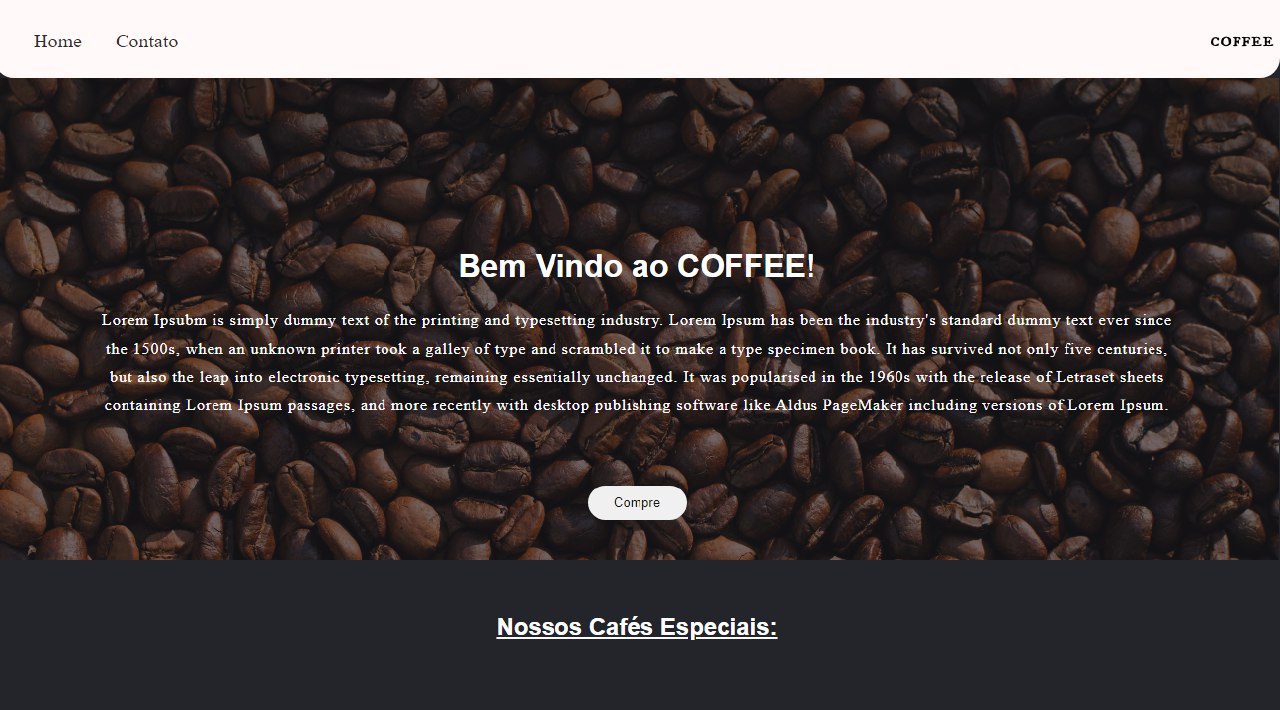 Home Contato COFFEE
Bem Vindo ao COFFEE!
Lorem Ipsubm is simply dummy text of the printing and typesetting industry. Lorem Ipsum has been the industry's standard dummy text ever since
the 1500s, when an unknown printer took a galley of type and scrambled it to make a type specimen book. It has survived not only five centuries,
but also the leap into electronic typesetting, remaining essentially unchanged. It was popularised in the 1960s with the release of Letraset sheets
containing Lorem Ipsum passages, and more recently with desktop publishing software like Aldus PageMaker including versions of Lorem Ipsum.
Compre
Nossos Cafés Especiais: